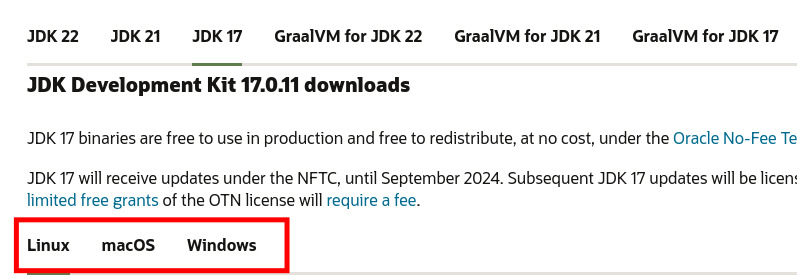 JDK 22 JDK 21 JDK 17 GraalVM for JDK 22 GraalVM for JDK 21 GraalVM for JDK 17
JDK Development Kit 17.0.11 downloads
JDK 17 binaries are free to use in production and free to redistribute, at no cost, under the Oracle No-Fee Te
JDK 17 will receive updates under the NFTC, until September 2024. Subsequent JDK 17 updates will be licens
limited free grants of the OTN license will require a fee.
Linux macOS Windows